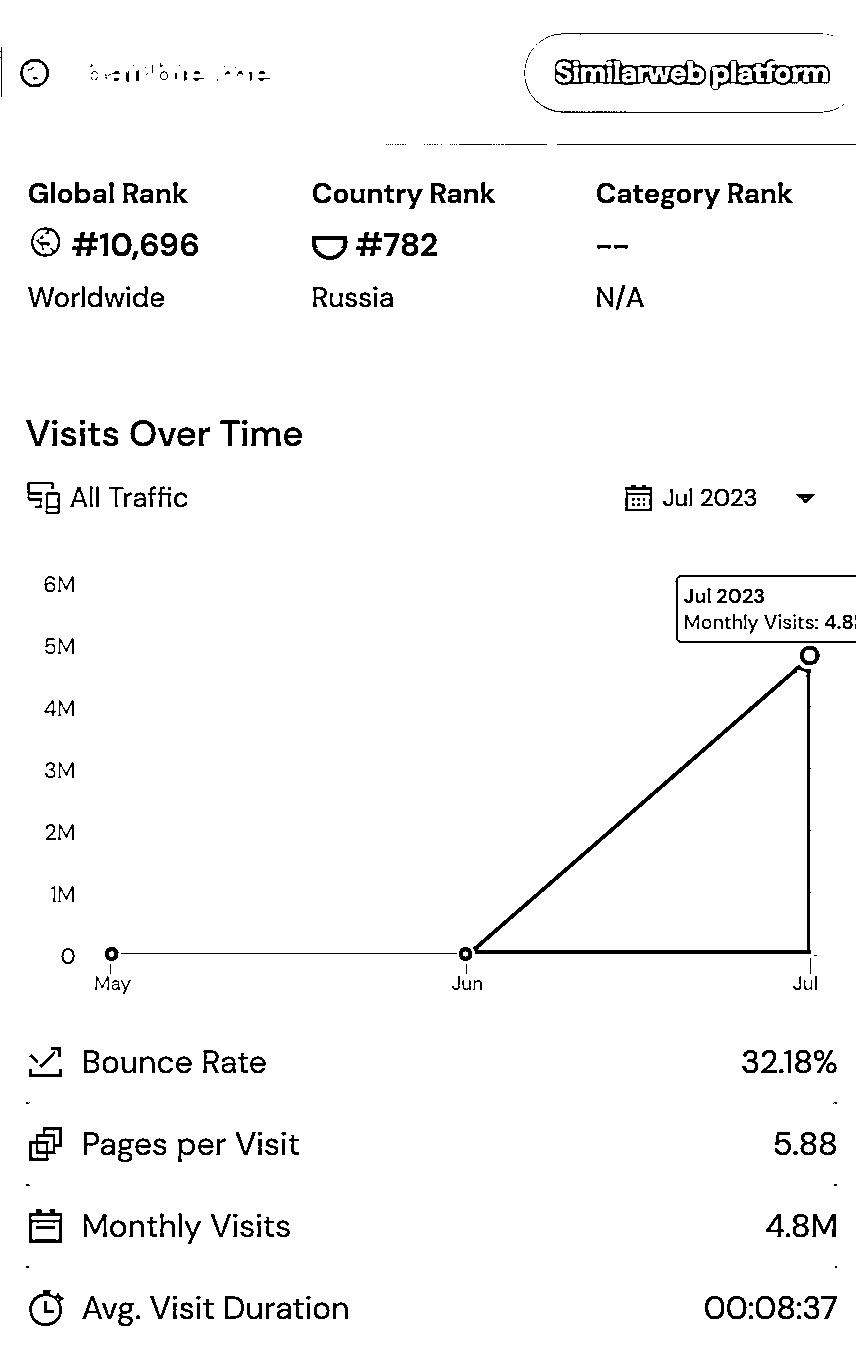 Similarweb platform
Global Rank Country Rank Category Rank
#10,696 #782 --
Worldwide Russia N/A
Visits Over Time
All Traffic Jul 2023
6M
Jul 2023
Monthly Visits: 4.8
5M
4M
3M
2M
1M
0
May Jun Jul
Bounce Rate 32.18%
Pages per Visit 5.88
Monthly Visits 4.8M
Avg. Visit Duration 00:08:37